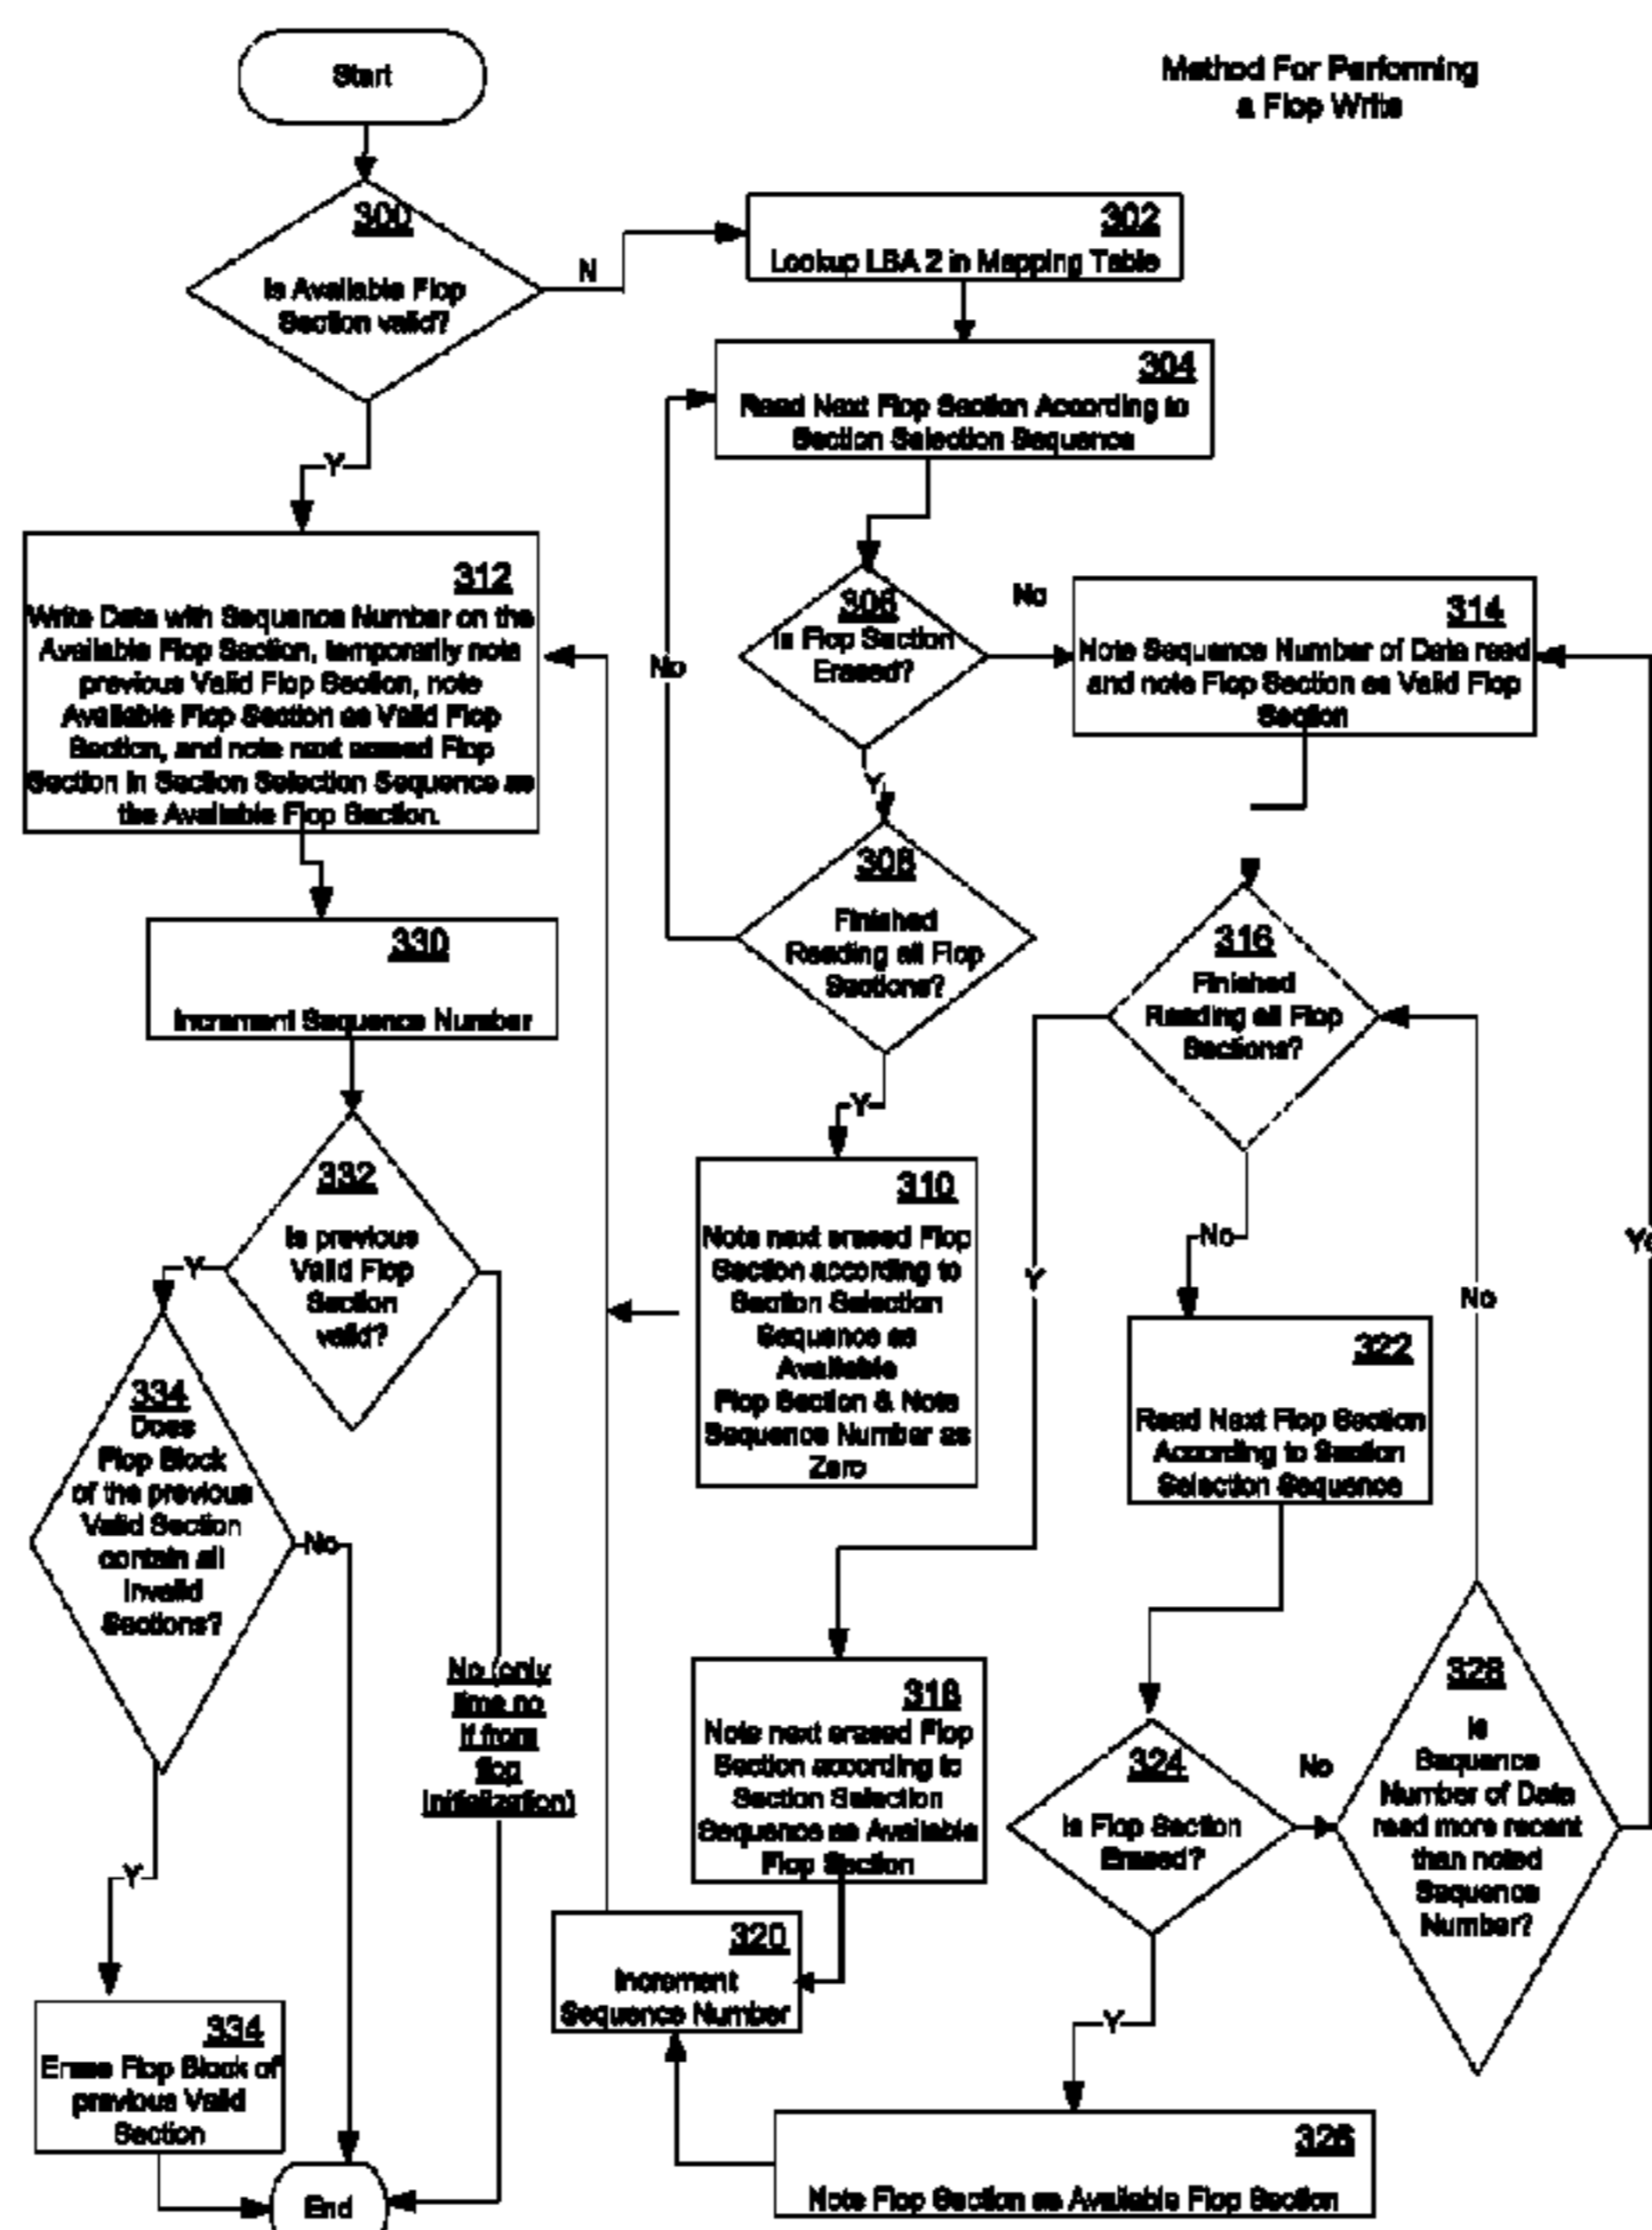 Start
Method For Performing
a Flop Write
300
Is Available Flop
Section valid?
N
302
Lookup LBA 2 in Mapping Table
304
Read Next Flop Section According to
Section Selection Sequence
Y
312
Write Data with Sequence Number on the
Available Flop Section, temporarily note
previous Valid Flop Section, note
Available Flop Section as Valid Flop
Section, and note next erased Flop
Section in Section Selection Sequence as
the Available Flop Section.
306
Is Flop Section
Erased?
No
Y
314
Note Sequence Number of Data read
and note Flop Section as Valid Flop
Section
No
308
Finished
Reading all Flop
Sections?
Y
316
Finished
Reading all Flop
Sections?
330
Increment Sequence Number
332
Is previous
Valid Flop
Section
valid?
Y
310
Note next erased Flop
Section according to
Section Selection
Sequence as
Available
Flop Section & Note
Sequence Number as
Zero
Y
No
322
Read Next Flop Section
According to Section
Selection Sequence
No
Ye
334
Does
Flop Block
of the previous
Valid Section
contain all
Invalid
Sections?
No
No (only
time no
if from
flop
initialization)
318
Note next erased Flop
Section according to
Section Selection
Sequence as Available
Flop Section
324
Is Flop Section
Erased?
No
328
Is
Sequence
Number of Data
read more recent
than noted
Sequence
Number?
Y
320
Increment
Sequence Number
Y
334
Erase Flop Block of
previous Valid
Section
326
Note Flop Section as Available Flop Section
End